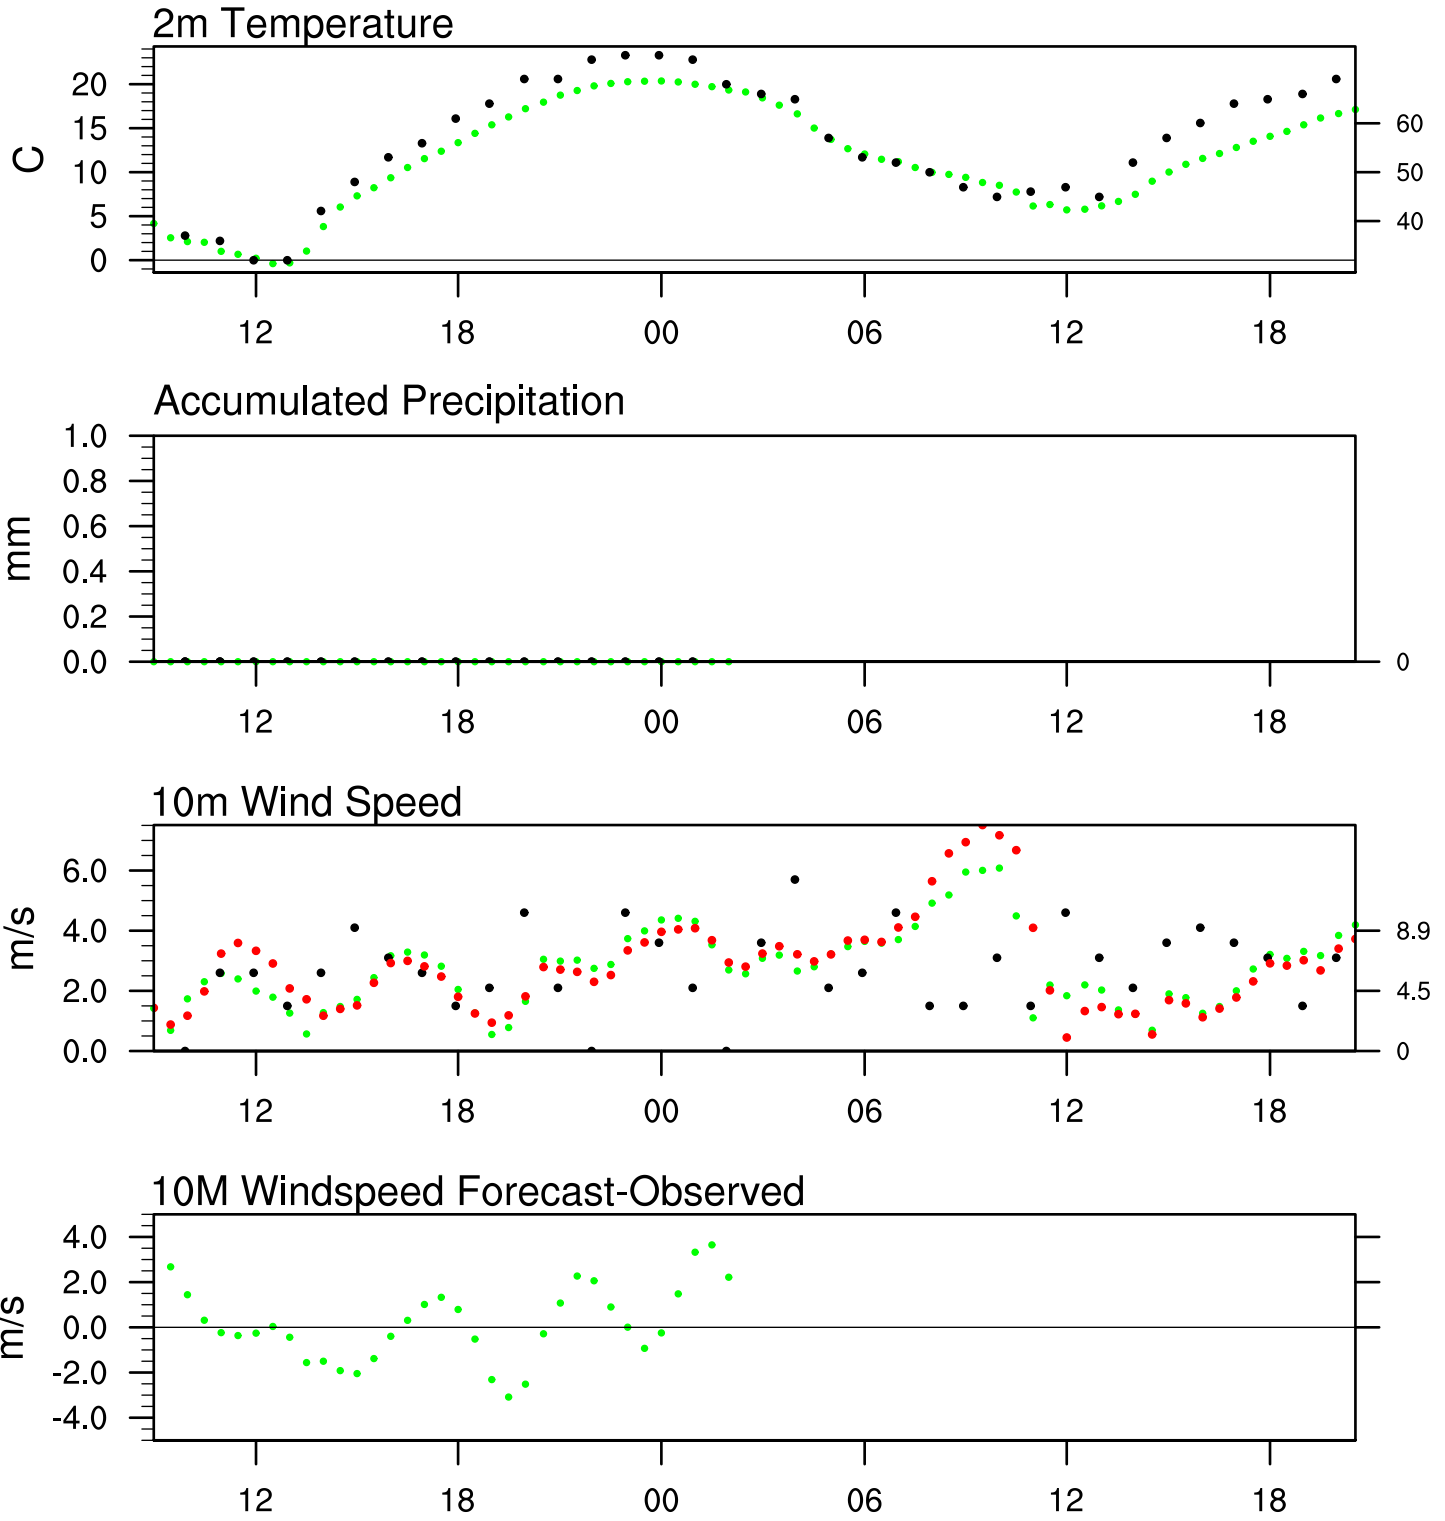 2m Temperature
20
15
10
5
0
C
60
50
40
12 18 00 06 12 18
Accumulated Precipitation
1.0
0.8
0.6
0.4
0.2
0.0
mm
0
12 18 00 06 12 18
10m Wind Speed
6.0
4.0
2.0
0.0
m/s
8.9
4.5
0
12 18 00 06 12 18
10M Windspeed Forecast-Observed
4.0
2.0
0.0
-2.0
-4.0
m/s
12 18 00 06 12 18